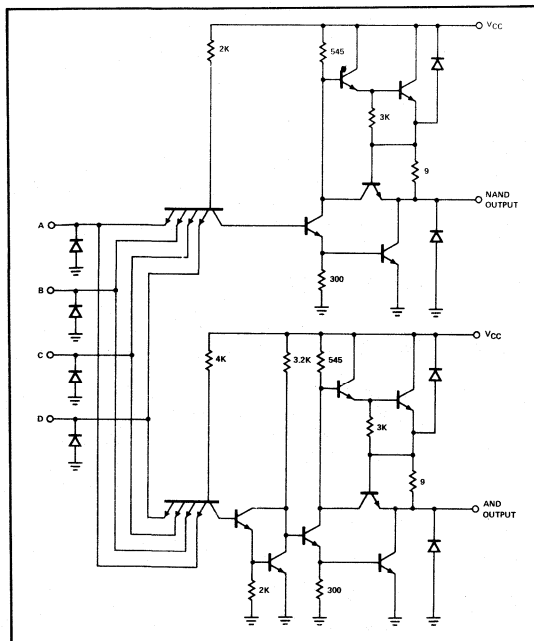 VCC
2K
545
3K
9
NAND
OUTPUT
A
300
B
VCC
C
4K
3.2K
545
D
3K
9
AND
OUTPUT
2K
300